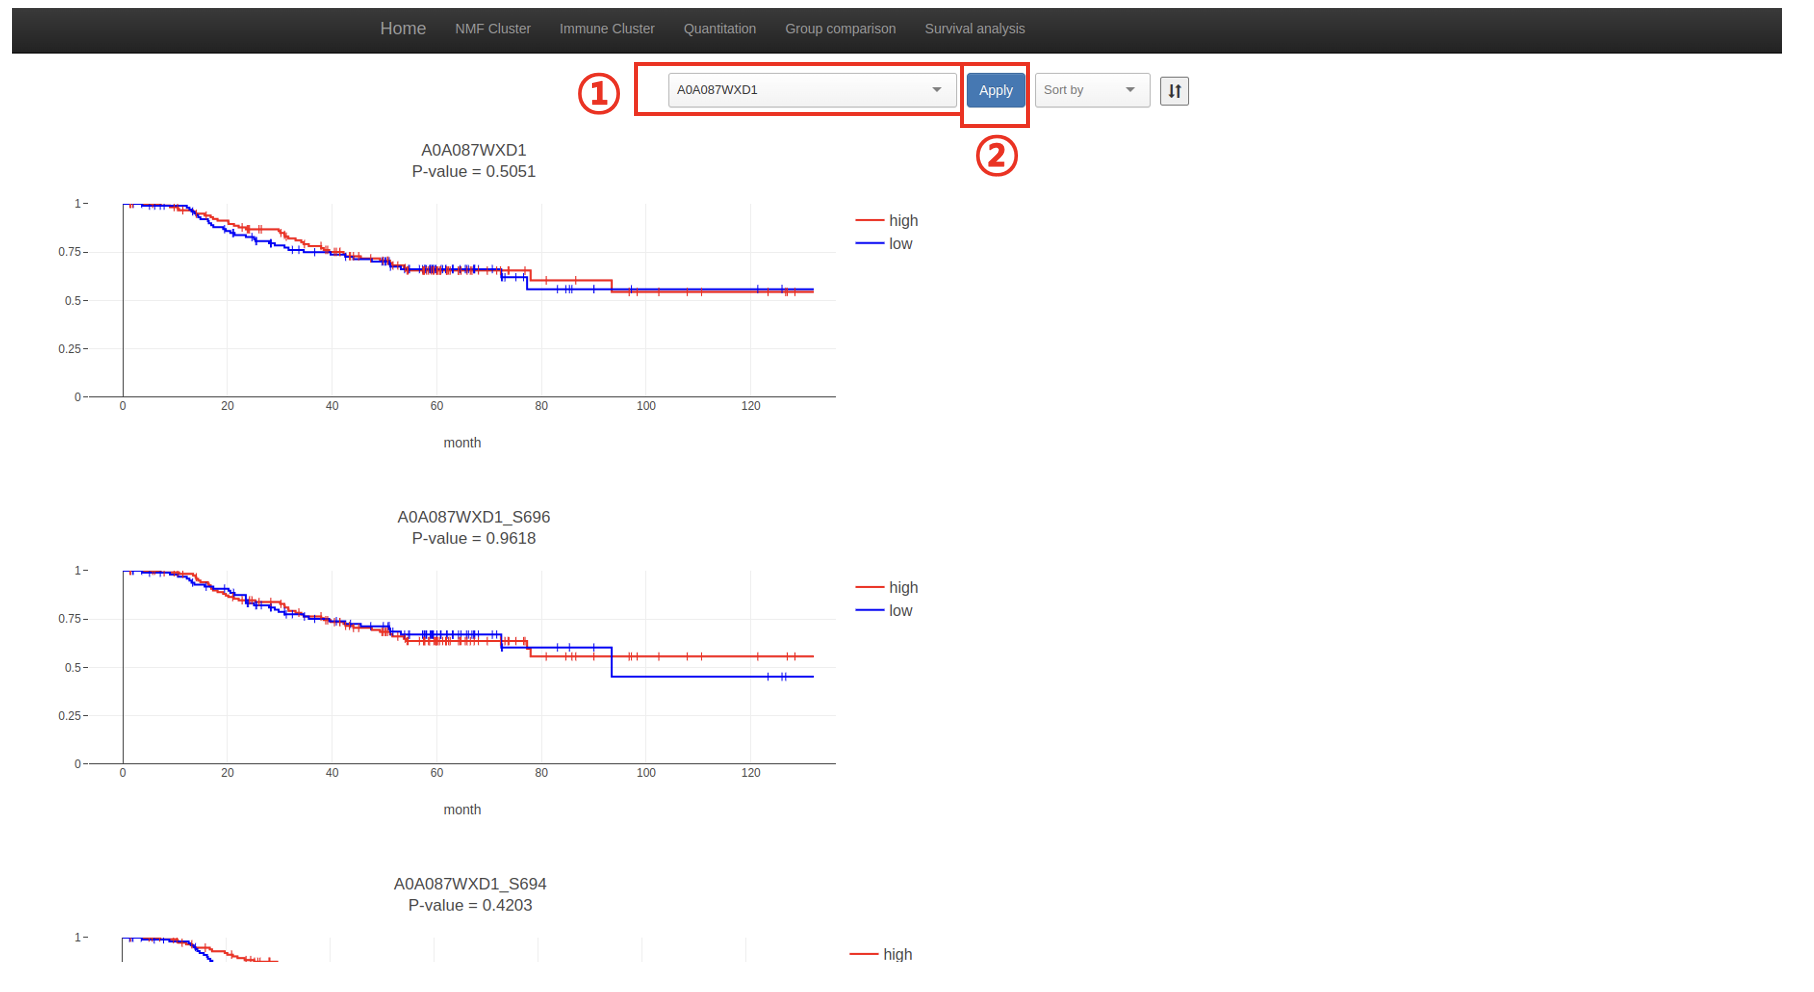 Home NMF Cluster Immune Cluster Quantitation Group comparison Survival analysis
① A0A087WXD1 Apply Sort by
②
A0A087WXD1
P-value = 0.5051
1
0.75
0.5
0.25
0
0 20 40 60 80 100 120
month
high
low
A0A087WXD1_S696
P-value = 0.9618
1
0.75
0.5
0.25
0
0 20 40 60 80 100 120
month
high
low
A0A087WXD1_S694
P-value = 0.4203
1
high